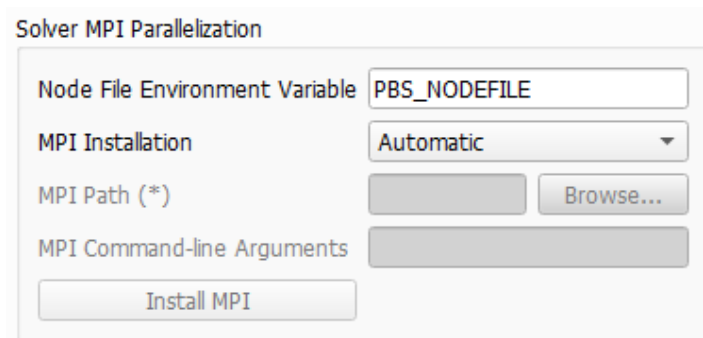 Solver MPI Parallelization
Node File Environment Variable PBS_NODEFILE
MPI Installation Automatic
MPI Path (*) Browse...
MPI Command-line Arguments
Install MPI